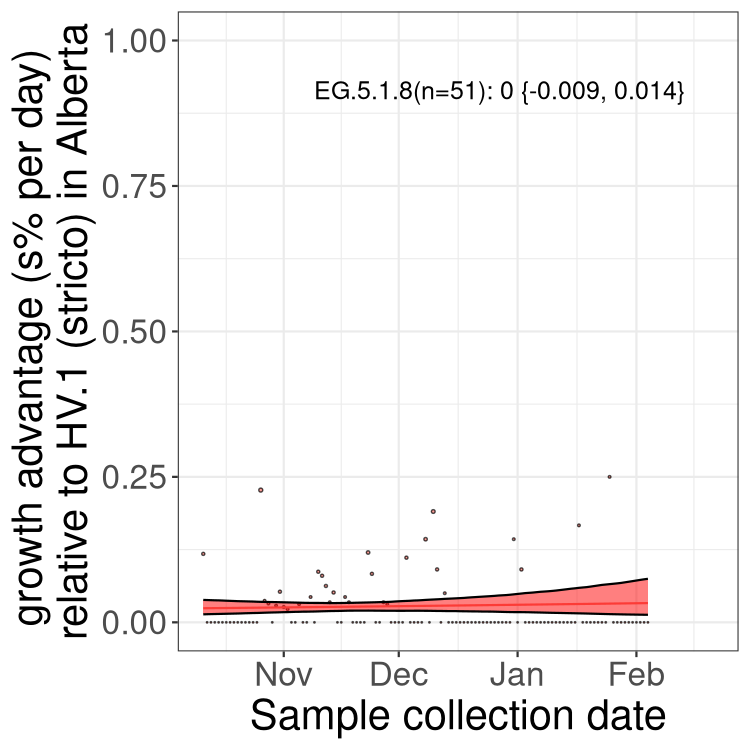 growth advantage (s% per day)
relative to HV.1 (stricto) in Alberta
1.00
EG.5.1.8(n=51): 0 {-0.009, 0.014}
0.75
0.50
0.25
0.00
Nov Dec Jan Feb
Sample collection date